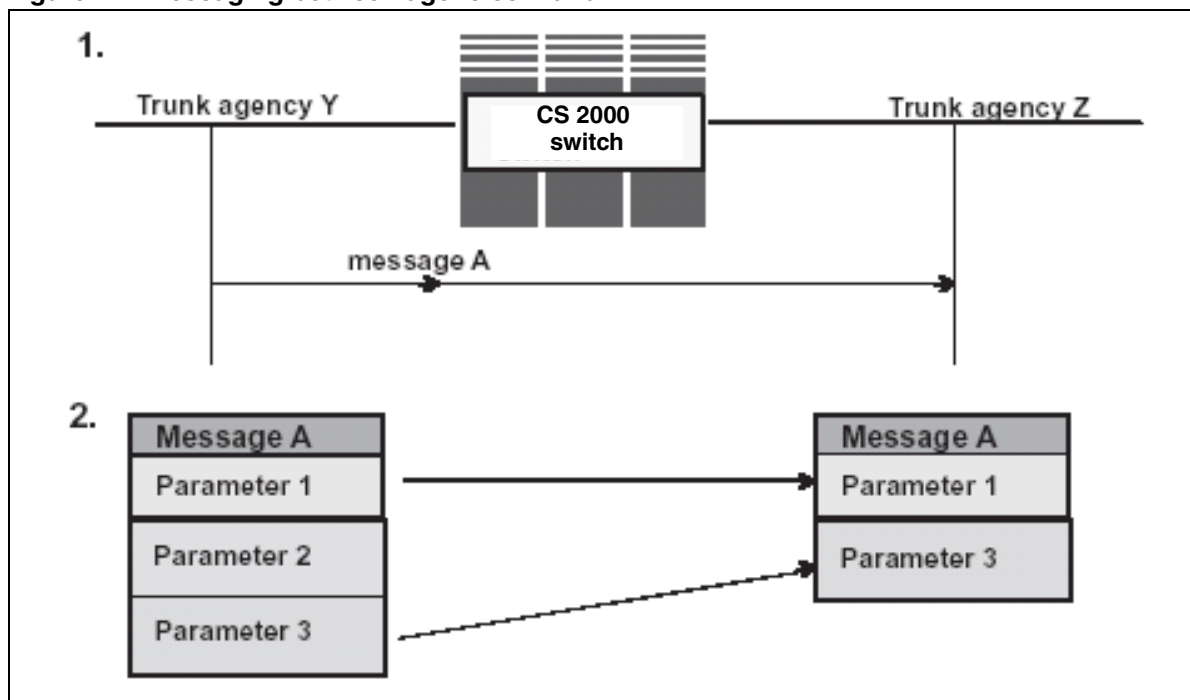 1.
Trunk agency Y
CS 2000
switch
Trunk agency Z
message A
2.
Message A
Parameter 1
Parameter 2
Parameter 3
Message A
Parameter 1
Parameter 3